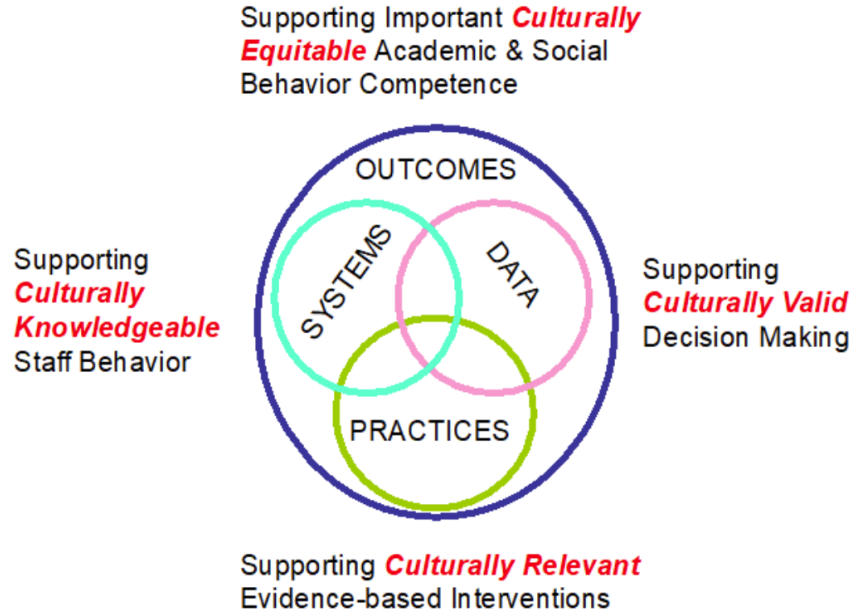 Supporting Important Culturally
Equitable Academic & Social
Behavior Competence
OUTCOMES
SYSTEMS
DATA
PRACTICES
Supporting
Culturally
Knowledgeable
Staff Behavior
Supporting
Culturally Valid
Decision Making
Supporting Culturally Relevant
Evidence-based Interventions